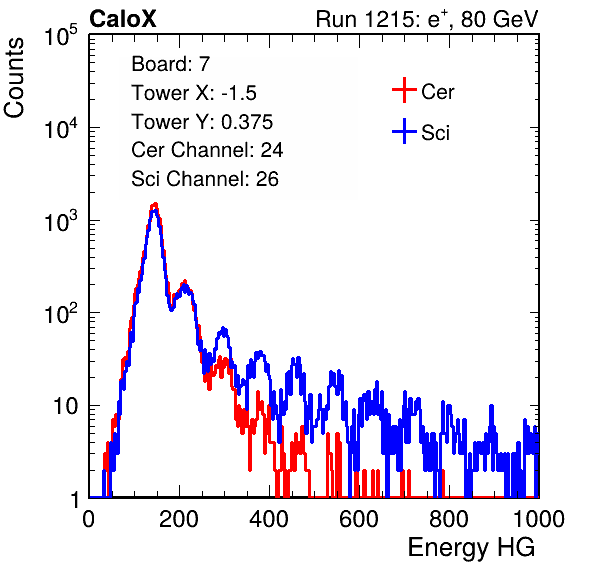 CaloX Run 1215: e⁺, 80 GeV
Counts
Board: 7
Tower X: -1.5
Tower Y: 0.375
Cer Channel: 24
Sci Channel: 26
Cer
Sci
10⁵
10⁴
10³
10²
10
1
0 200 400 600 800 1000
Energy HG